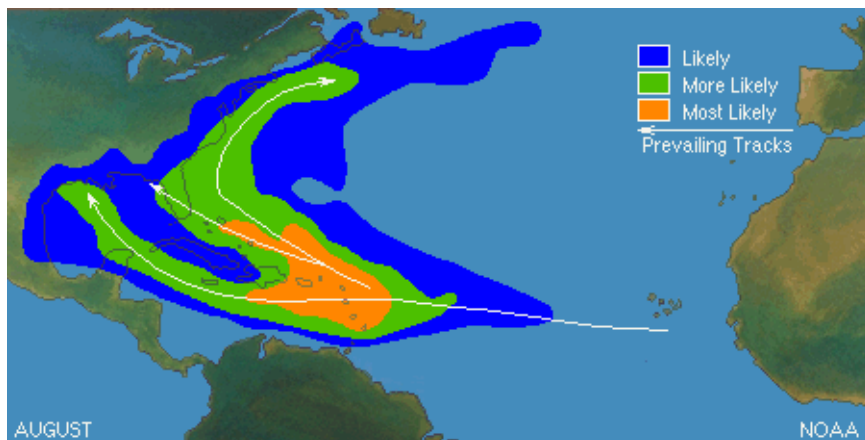 Likely
More Likely
Most Likely
Prevailing Tracks
AUGUST
NOAA